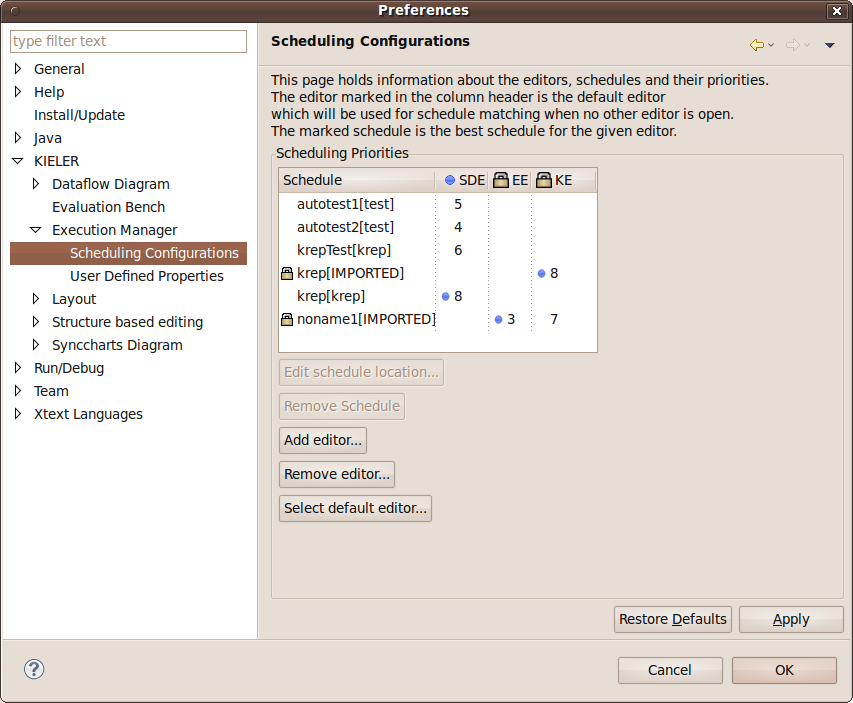 Preferences
type filter text
General
Help
Install/Update
Java
KIELER
Dataflow Diagram
Evaluation Bench
Execution Manager
Scheduling Configurations
User Defined Properties
Layout
Structure based editing
Synccharts Diagram
Run/Debug
Team
Xtext Languages
Scheduling Configurations
This page holds information about the editors, schedules and their priorities.
The editor marked in the column header is the default editor
which will be used for schedule matching when no other editor is open.
The marked schedule is the best schedule for the given editor.
Scheduling Priorities
Schedule SDE EE KE
autotest1[test] 5
autotest2[test] 4
krepTest[krep] 6
krep[IMPORTED] 8
krep[krep] 8
noname1[IMPORTED] 3 7
Edit schedule location...
Remove Schedule
Add editor...
Remove editor...
Select default editor...
Restore Defaults Apply
? Cancel OK